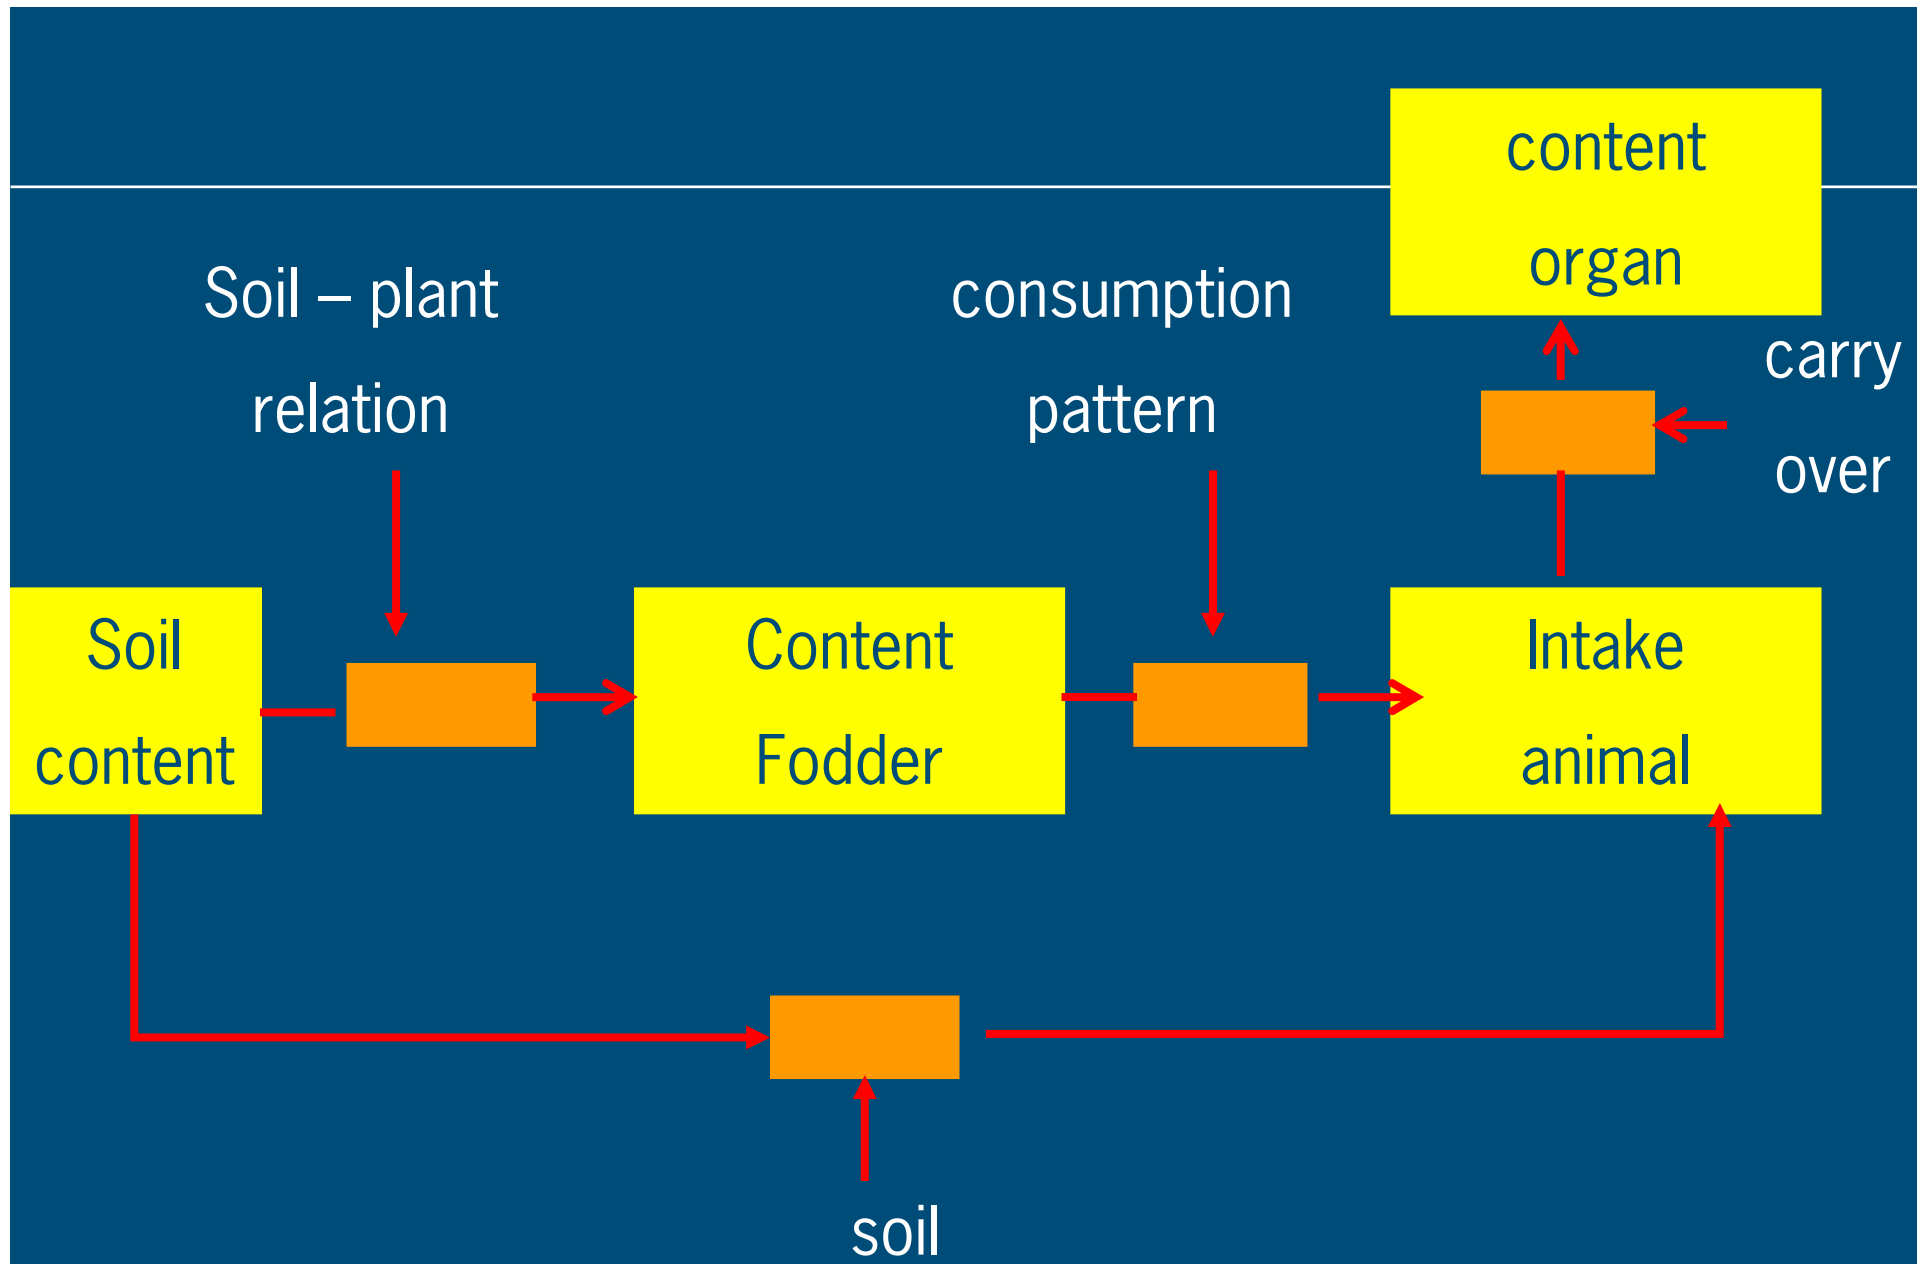 content
organ
Soil – plant
relation
consumption
pattern
carry
over
Soil
content
Content
Fodder
Intake
animal
soil